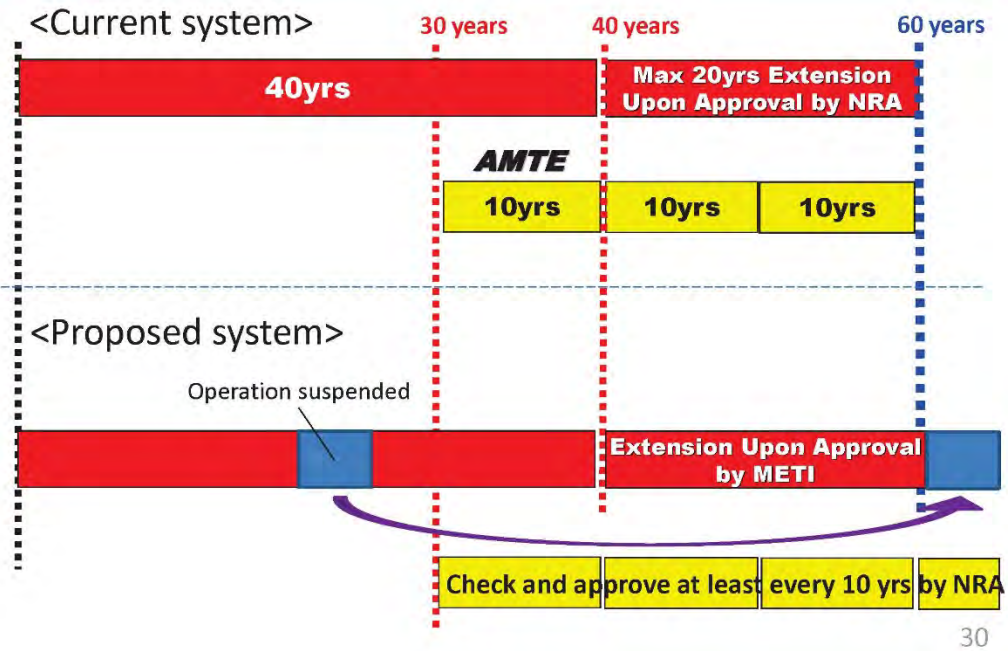 <Current system>
30 years
40 years
60 years
40yrs
Max 20yrs Extension
Upon Approval by NRA
AMTE
10yrs
10yrs
10yrs
<Proposed system>
Operation suspended
Extension Upon Approval
by METI
Check and approve at least every 10 yrs by NRA
30